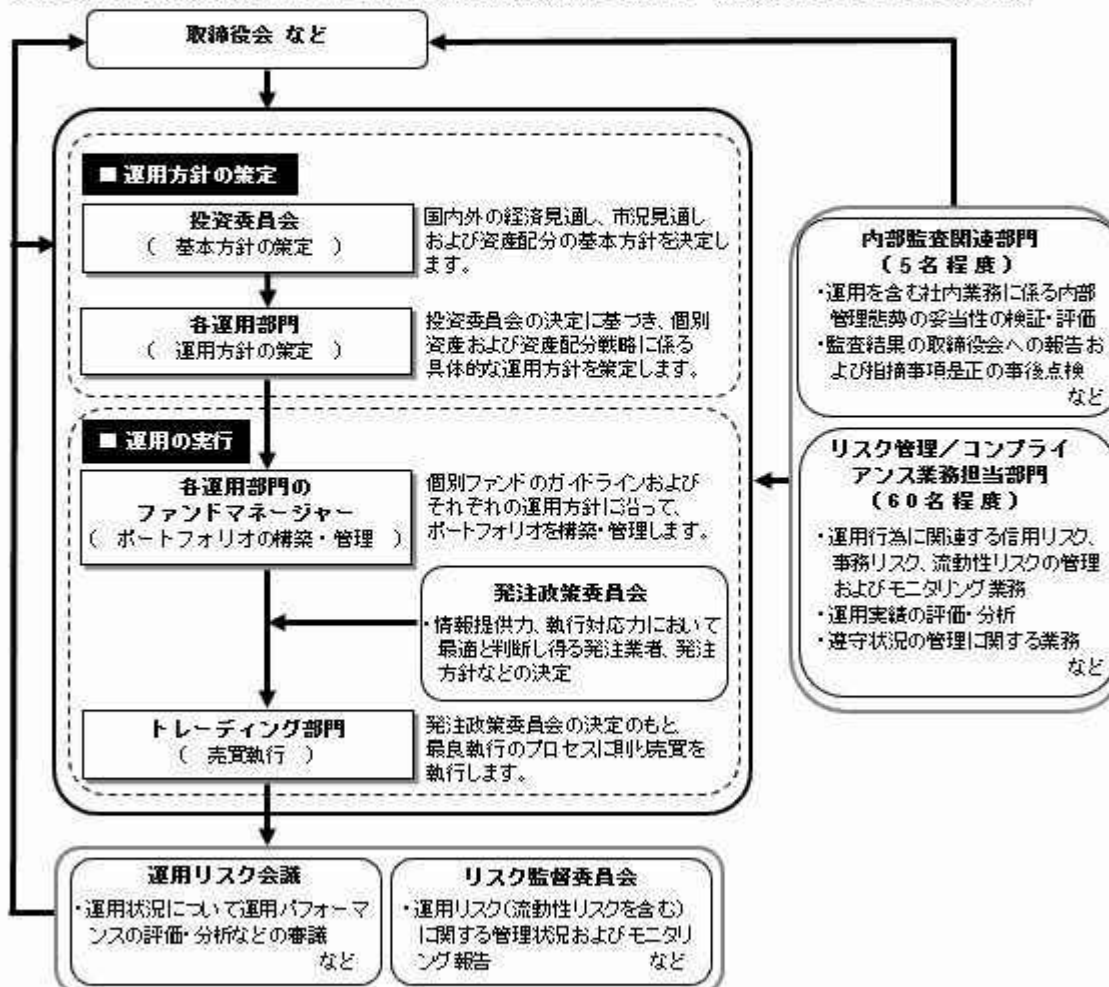 取締役会 など
■ 運用方針の策定
投資委員会
( 基本方針の策定 )
国内外の経済見通し、市況見通し
および資産配分の基本方針を決定し
ます。
各運用部門
( 運用方針の策定 )
投資委員会の決定に基づき、個別
資産および資産配分戦略に係る
具体的な運用方針を策定します。
■ 運用の実行
各運用部門の
ファンドマネージャー
( ポートフォリオの構築・管理 )
個別ファンドのガイドラインおよび
それぞれの運用方針に沿って、
ポートフォリオを構築・管理します。
発注政策委員会
・情報提供力、執行対応力において
最適と判断し得る発注業者、発注
方針などの決定
トレーディング部門
( 売買執行 )
発注政策委員会の決定のもと、
最良執行のプロセスに則り売買を
執行します。
内部監査関連部門
(5名程度)
・運用を含む社内業務に係る内部
管理態勢の妥当性の検証・評価
・監査結果の取締役会への報告お
よび指摘事項是正の事後点検
など
リスク管理/コンプライ
アンス業務担当部門
(60名程度)
・運用行為に関連する信用リスク、
事務リスク、流動性リスクの管理
およびモニタリング業務
・運用実績の評価・分析
・遵守状況の管理に関する業務
など
運用リスク会議
・運用状況について運用パフォーマ
ンスの評価・分析などの審議
など
リスク監督委員会
・運用リスク(流動性リスクを含む)
に関する管理状況およびモニタリ
ング報告 など